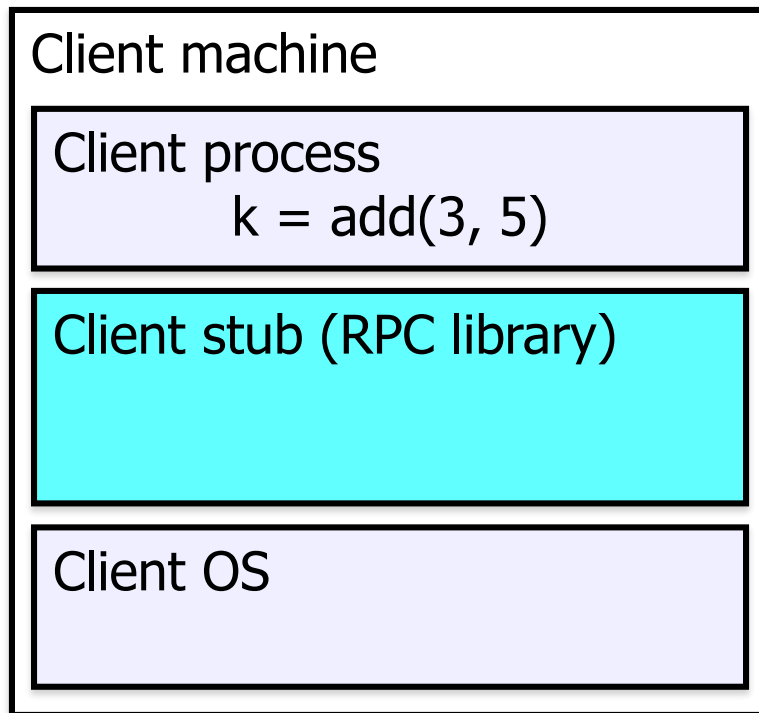 Client machine
Client process
k = add(3, 5)
Client stub (RPC library)
Client OS